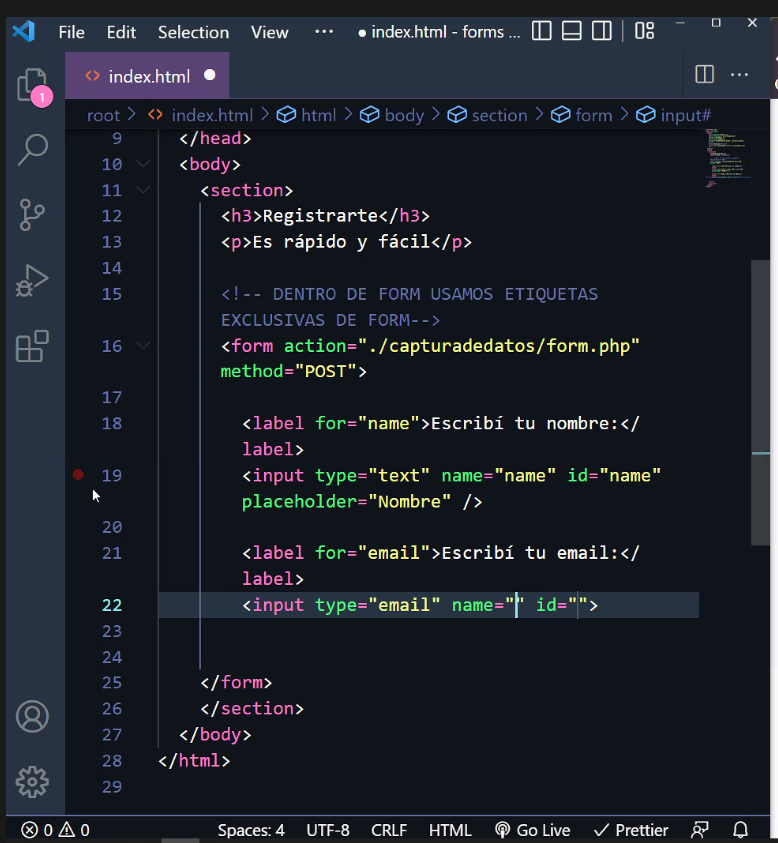 File Edit Selection View ... ● index.html - forms ...
<> index.html ●
1
root > <> index.html > html > body > section > form > input#
9 </head>
10 <body>
11 <section>
12 <h3>Registrarte</h3>
13 <p>Es rápido y fácil</p>
14
15 <!-- DENTRO DE FORM USAMOS ETIQUETAS
EXCLUSIVAS DE FORM-->
16 <form action="./capturadedatos/form.php"
method="POST">
17
18 <label for="name">Escribí tu nombre:</
label>
19 <input type="text" name="name" id="name"
placeholder="Nombre" />
20
21 <label for="email">Escribí tu email:</
label>
22 <input type="email" name="" id="">
23
24
25 </form>
26 </section>
27 </body>
28 </html>
29
0 0 Spaces: 4 UTF-8 CRLF HTML Go Live Prettier